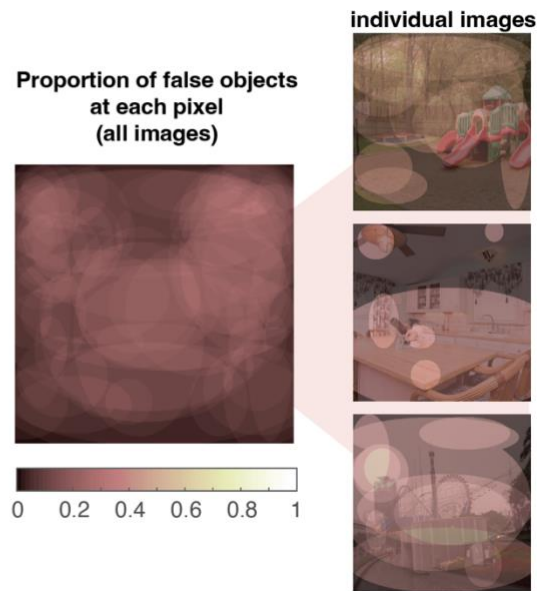 individual images
Proportion of false objects
at each pixel
(all images)
0 0.2 0.4 0.6 0.8 1